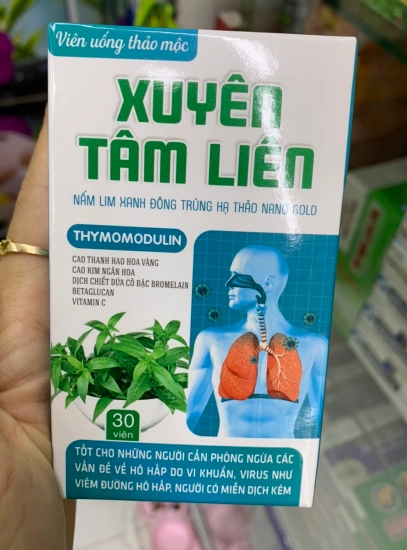 Viên uống thảo mộc
XUYÊN
TÂM LIÊN
NẤM LIM XANH ĐÔNG TRÙNG HẠ THẢO NANO GOLD
THYMOMODULIN
CAO THANH HAO HOA VÀNG
CAO KIM NGÂN HOA
DỊCH CHIẾT DỨA CÔ ĐẶC BROMELAIN
BETAGLUCAN
VITAMIN C
30
viên
TỐT CHO NHỮNG NGƯỜI CẦN PHÒNG NGỪA CÁC
VẤN ĐỀ VỀ HÔ HẤP DO VI KHUẨN, VIRUS NHƯ
VIÊM ĐƯỜNG HÔ HẤP, NGƯỜI CÓ MIỄN DỊCH KÉM